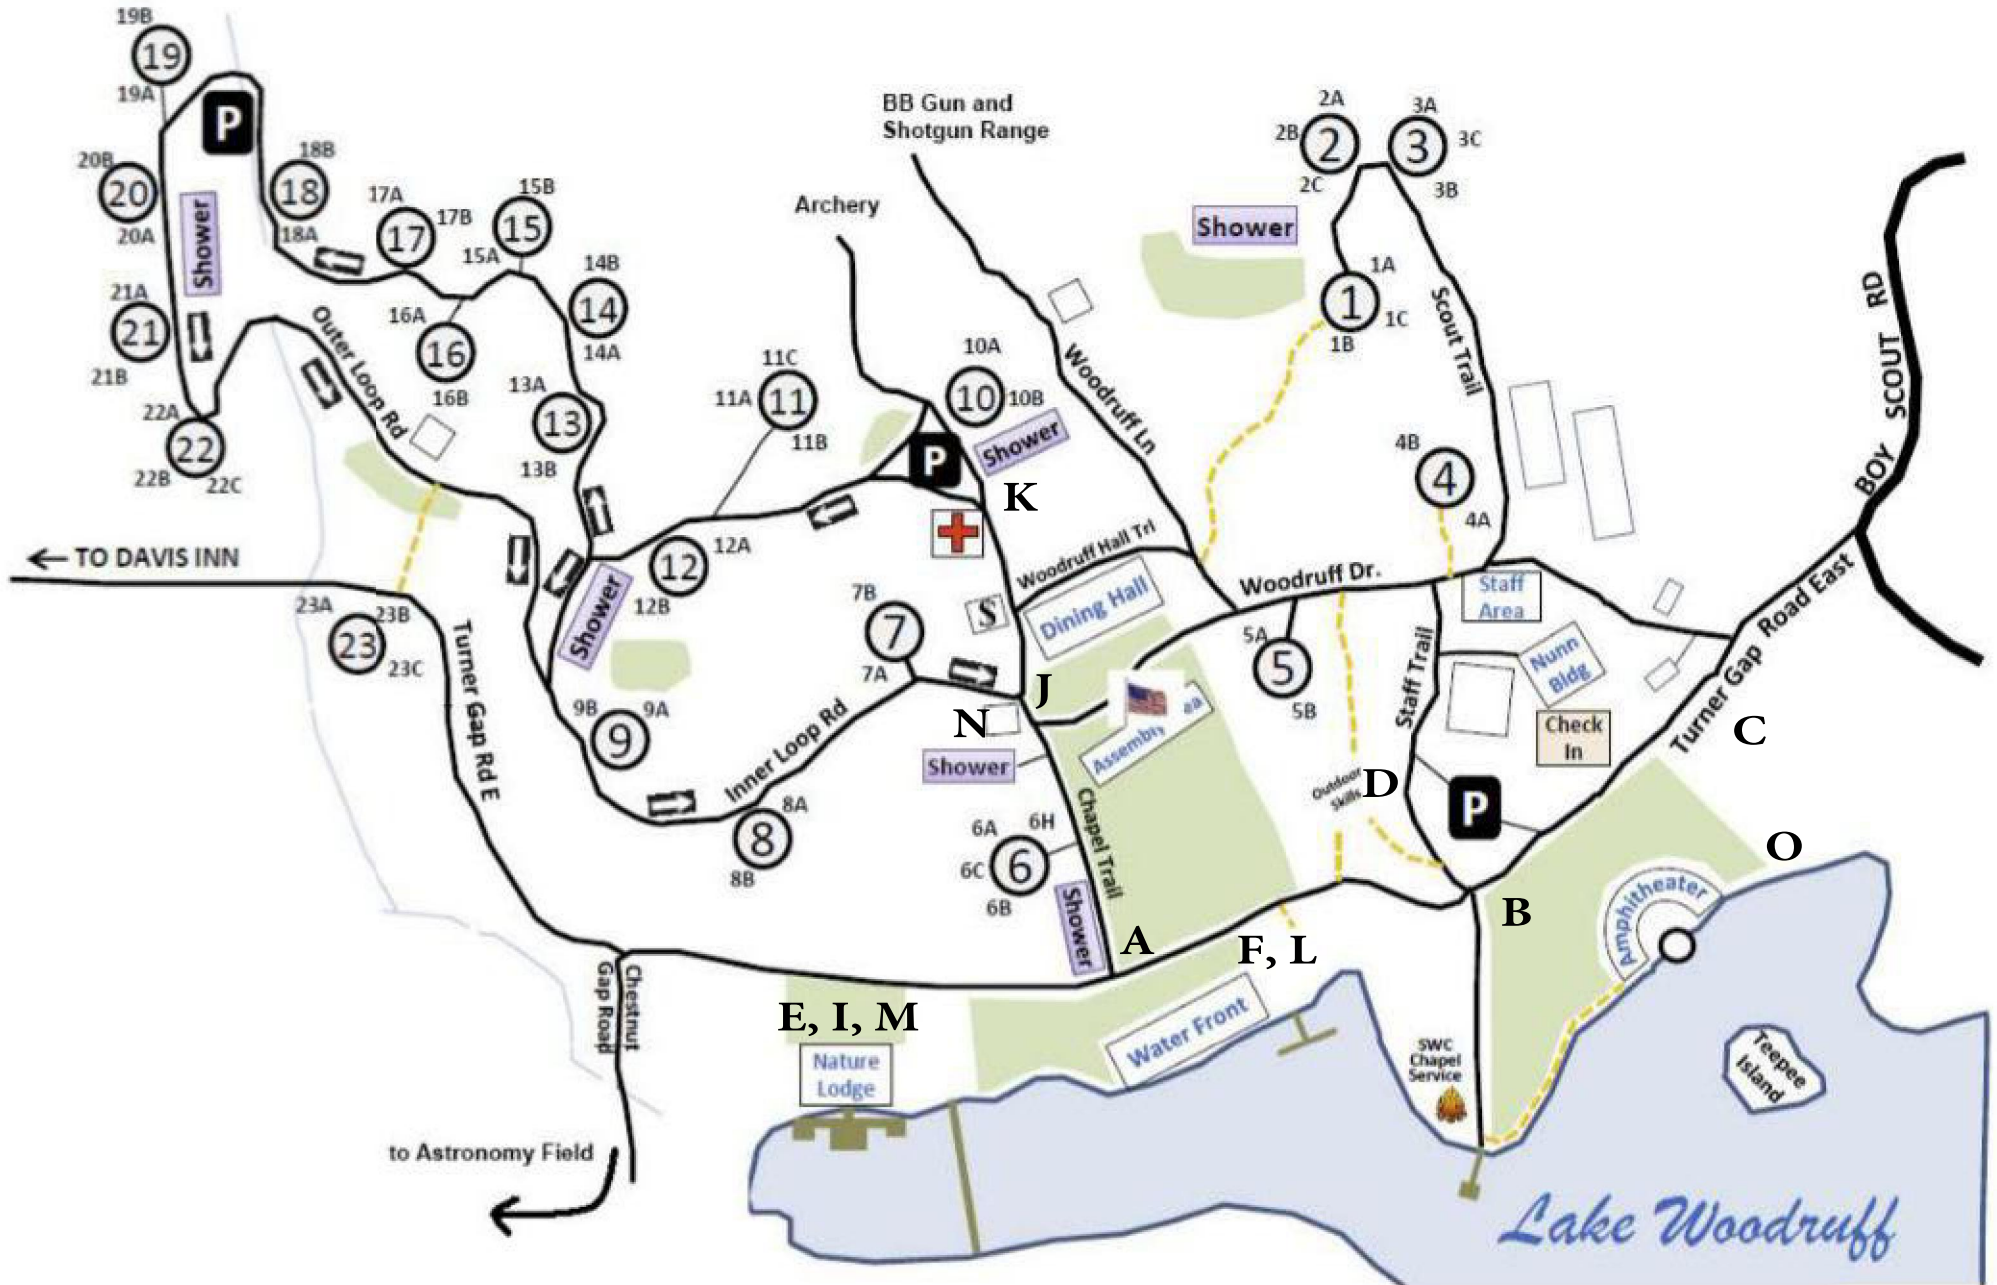 19B
19
19A
P
20B
20
20A
Shower
18B
18
18A
17A
17
17B
15B
15
15A
14B
14
14A
16A
16
16B
21A
21
21B
22A
22
22B
22C
Outer Loop Rd
13A
13
13B
11C
11A
11
11B
BB Gun and
Shotgun Range
Archery
10A
10
10B
P
Shower
K
Woodruff Ln
2A
2B
2
2C
3A
3
3C
3B
Shower
1A
1
1C
1B
Scout Trail
4B
4
4A
BOY SCOUT RD
← TO DAVIS INN
23A
23B
23
23C
Turner Gap Rd E
12A
12
12B
Shower
9B
9A
9
Inner Loop Rd
8A
8
8B
7B
7
7A
S
Woodruff Hall Trl
Dining Hall
J
N
Assembly
ea
Shower
Chapel Trail
6A
6H
6C
6
6B
Shower
A
Woodruff Dr.
5A
5
5B
Staff Trail
Staff
Area
Nunn
Bldg
Check
In
Turner Gap Road East
C
Outdoor
Skills
D
P
O
B
Amphitheater
F, L
E, I, M
Nature
Lodge
Water Front
Chestnut
Gap Road
to Astronomy Field
SWC
Chapel
Service
Teepee
Island
Lake Woodruff